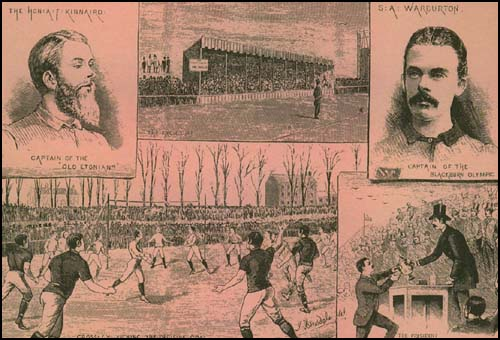 THE HON: A: F: KINNAIRD:
CAPTAIN OF THE
"OLD ETONIANS"
S: A: WARBURTON.
CAPTAIN OF THE
BLACKBURN OLYMPIC
CROSSLEY KICKING THE DECIDING GOAL
THE PRESIDENT